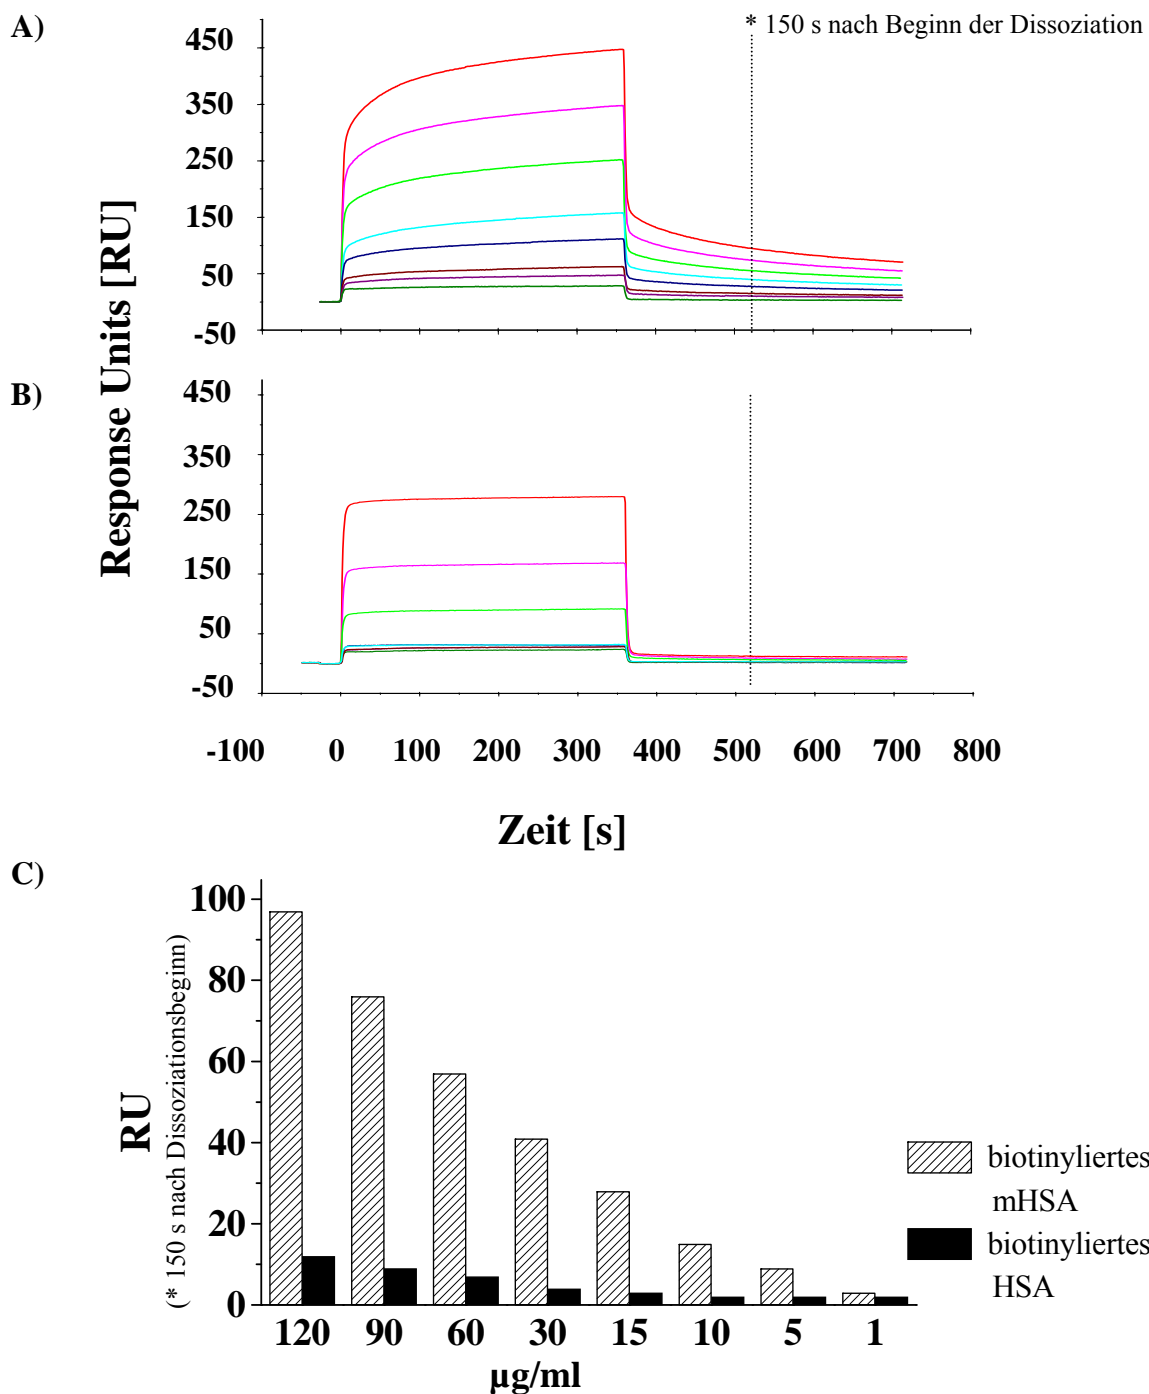 A)
* 150 s nach Beginn der Dissoziation
450
350
250
150
50
-50
Response Units [RU]
B)
450
350
250
150
50
-50
-100 0 100 200 300 400 500 600 700 800
Zeit [s]
C)
100
80
60
40
20
0
RU
(* 150 s nach Dissoziationsbeginn)
120 90 60 30 15 10 5 1
µg/ml
biotinyliertes
mHSA
biotinyliertes
HSA